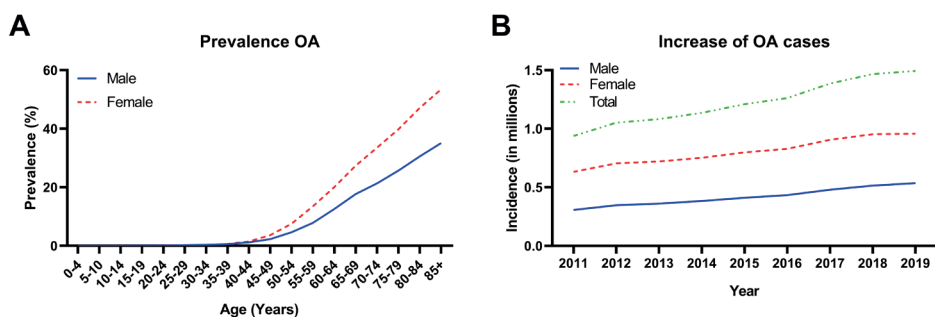 A
Prevalence OA
Male
Female
60
40
20
0
Prevalence (%)
0-4
5-10
10-14
15-19
20-24
25-29
30-34
35-39
40-44
45-49
50-54
55-59
60-64
65-69
70-74
75-79
80-84
85+
Age (Years)
B
Increase of OA cases
Male
Female
Total
1.5
1.0
0.5
0.0
Incidence (in millions)
2011 2012 2013 2014 2015 2016 2017 2018 2019
Year